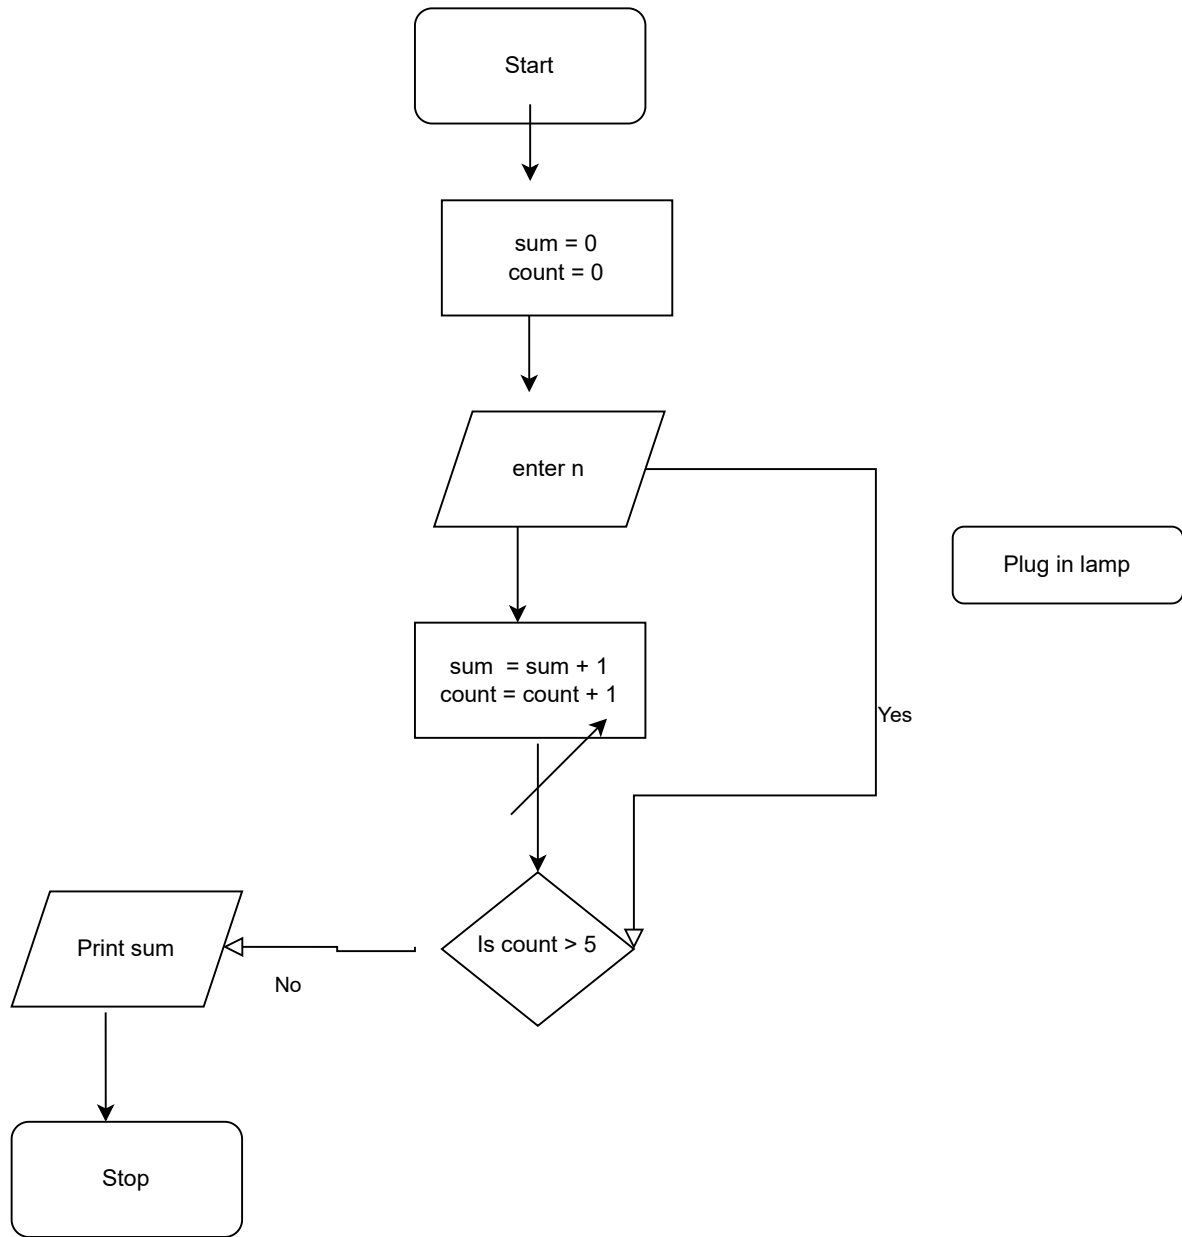 Start
sum = 0
count = 0
enter n
Plug in lamp
sum  = sum + 1
count = count + 1
Yes
Is count > 5
Print sum
No
Stop